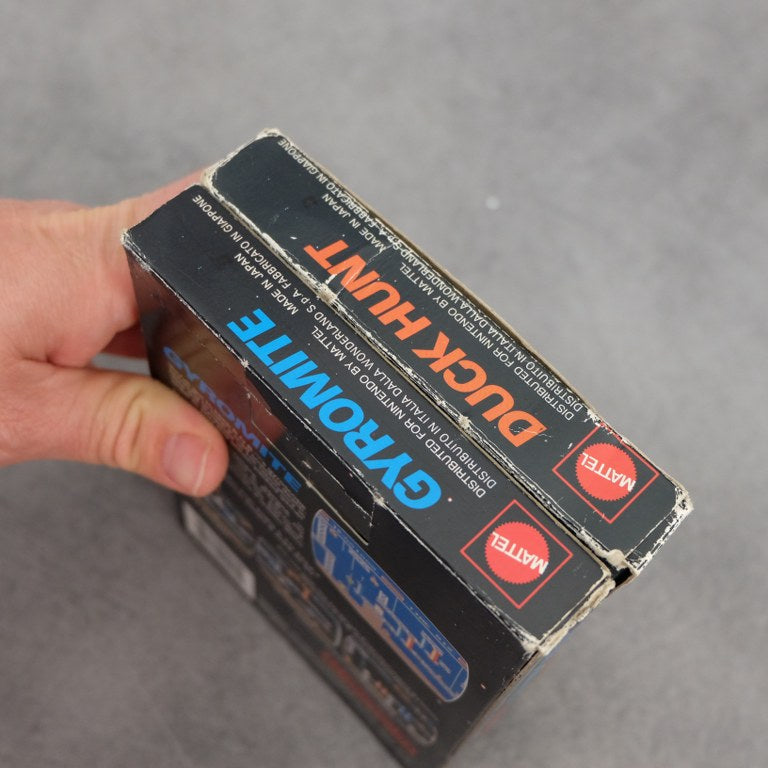 DUCK HUNT
MADE IN JAPAN
DISTRIBUTED FOR NINTENDO BY MATTEL
DISTRIBUITO IN ITALIA DALLA WONDERLAND S.p.A. FABBRICATO IN GIAPPONE
MATTEL
GYROMITE
MADE IN JAPAN
DISTRIBUTED FOR NINTENDO BY MATTEL
DISTRIBUITO IN ITALIA DALLA WONDERLAND S.p.A. FABBRICATO IN GIAPPONE
MATTEL
GYROMITE